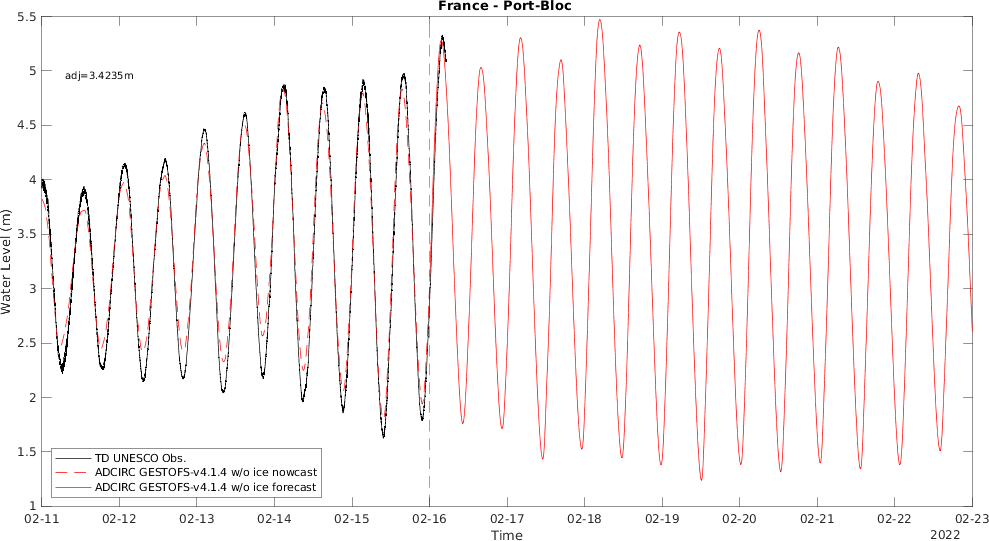 France - Port-Bloc
adj=3.4235m
Water Level (m)
5.5
5
4.5
4
3.5
3
2.5
2
1.5
1
TD UNESCO Obs.
ADCIRC GESTOFS-v4.1.4 w/o ice nowcast
ADCIRC GESTOFS-v4.1.4 w/o ice forecast
02-11 02-12 02-13 02-14 02-15 02-16 02-17 02-18 02-19 02-20 02-21 02-22 02-23
Time
2022